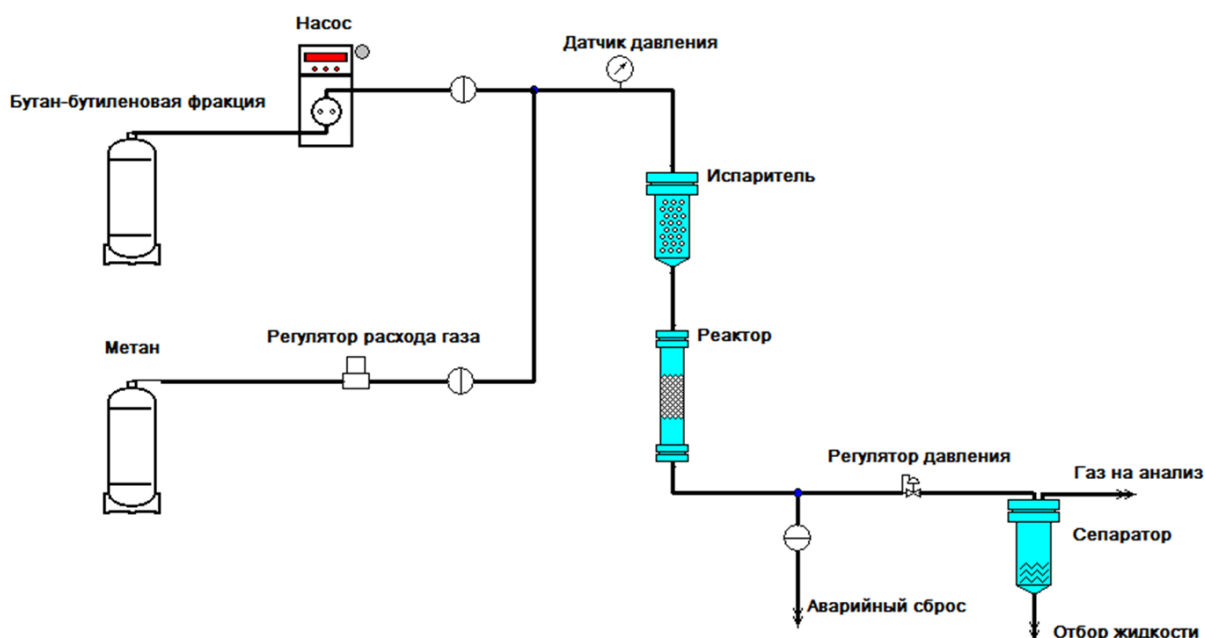 Насос
Датчик давления
Бутан-бутиленовая фракция
Испаритель
Регулятор расхода газа
Реактор
Метан
Регулятор давления
Газ на анализ
Сепаратор
Аварийный сброс
Отбор жидкости